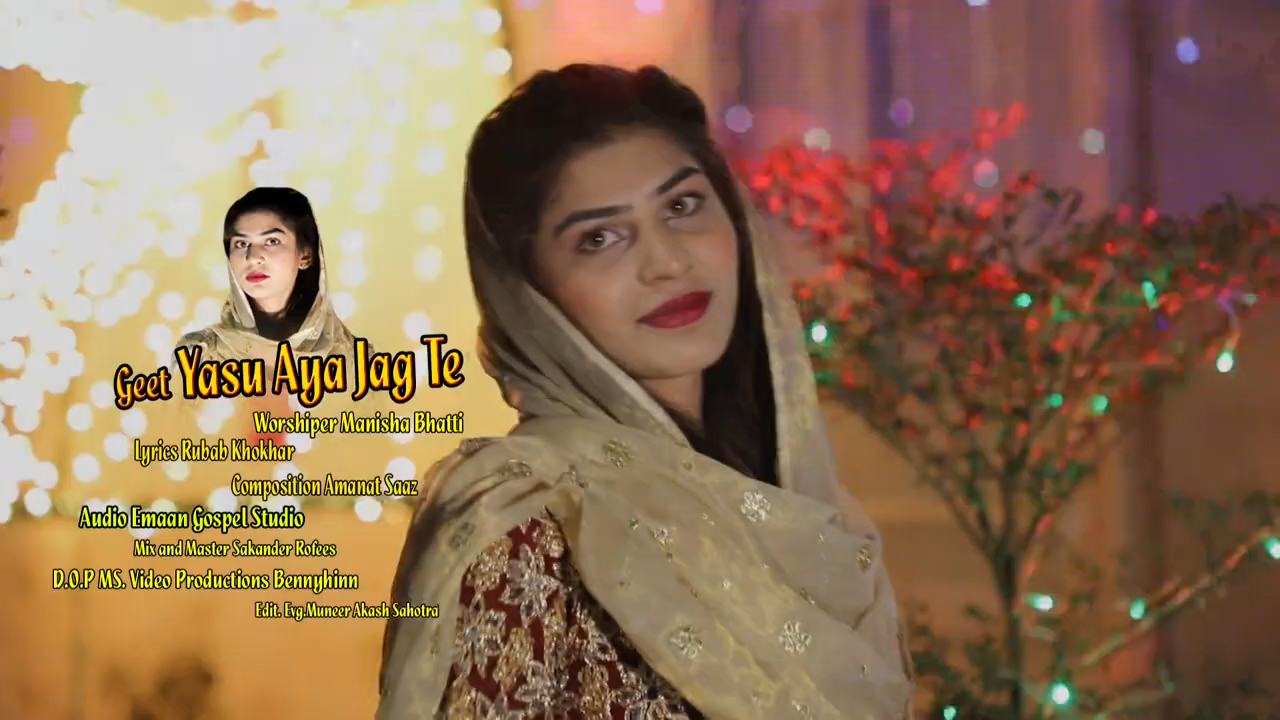 Geet Yasu Aya Jag Te
Worshiper Manisha Bhatti
Lyrics Rubab Khokhar
Composition Amanat Saaz
Audio Emaan Gospel Studio
Mix and Master Sakander Rofees
D.O.P MS. Video Productions Bennyhinn
Edit. Evg.Muneer Akash Sahotra